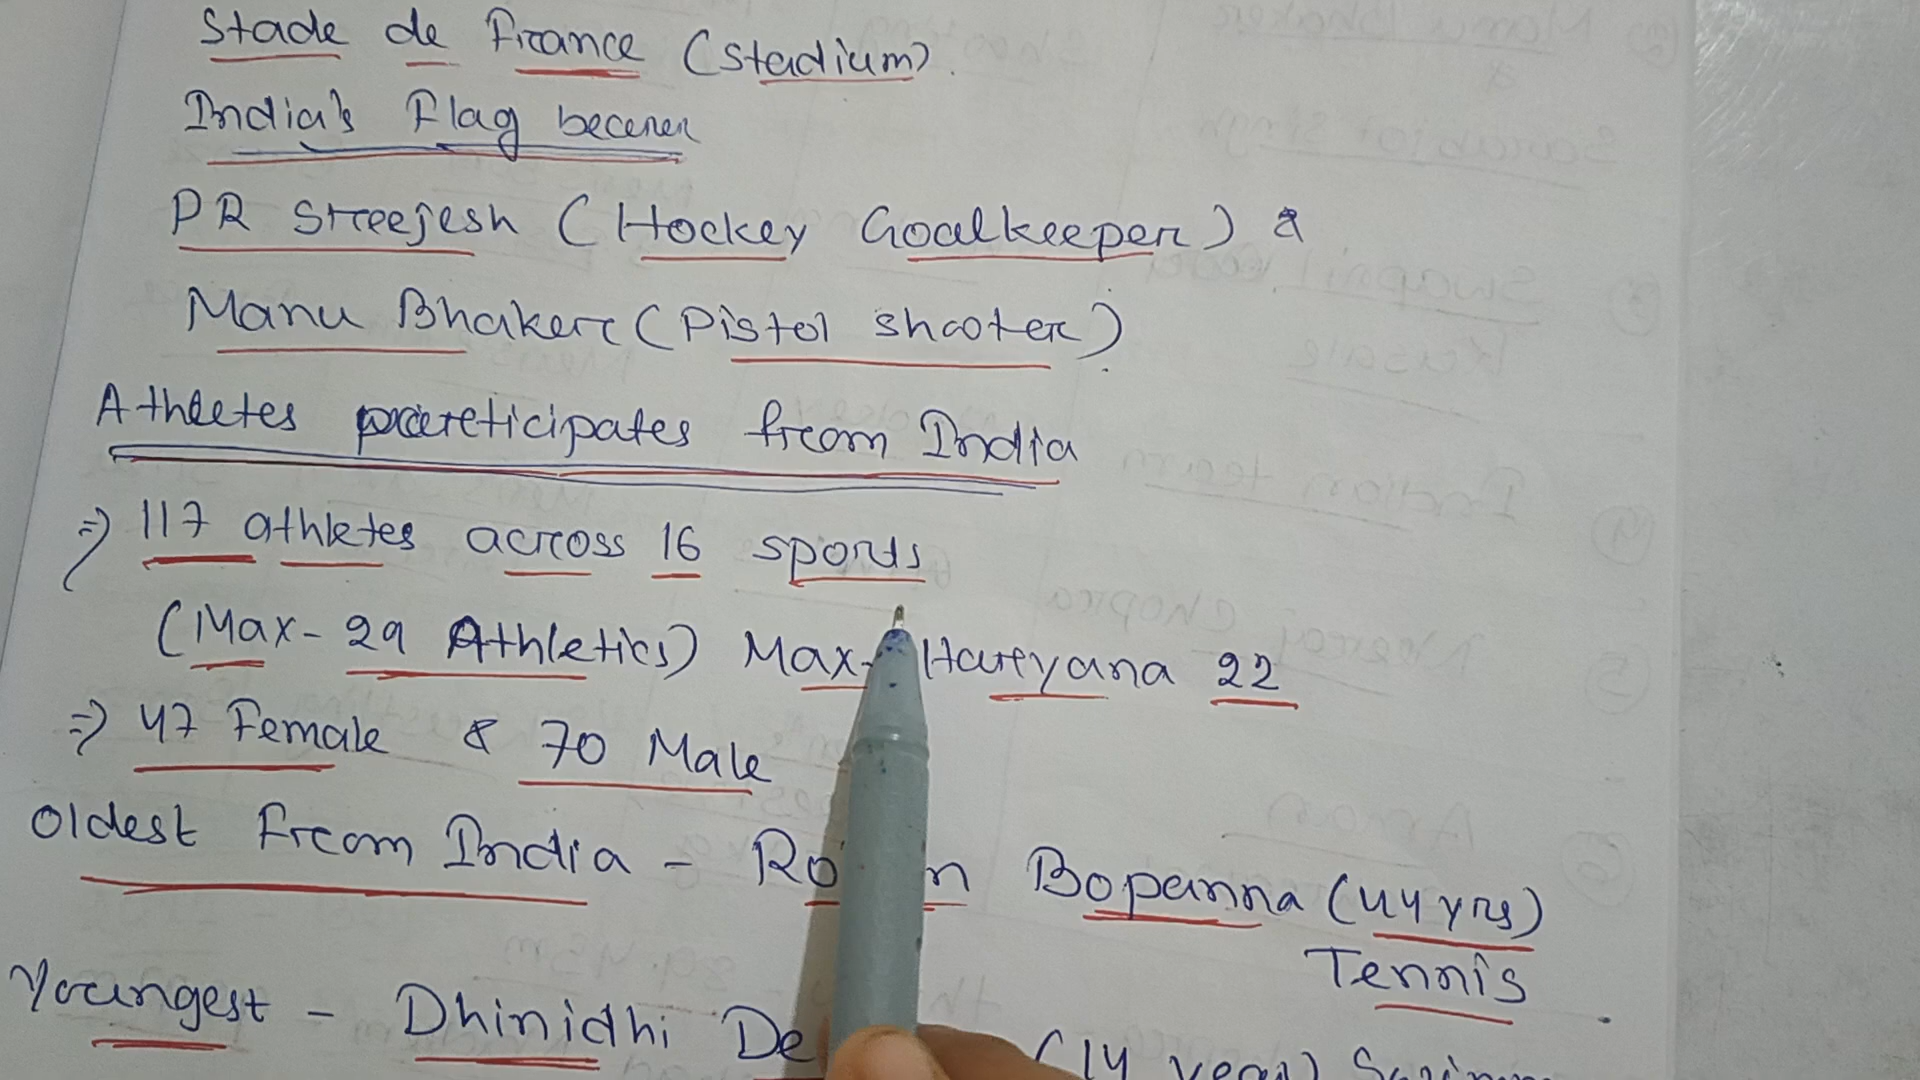 Stade de France (Stadium).
India's Flag becerer
PR Streejesh (Hockey Goalkeeper) &
Manu Bhaker (Pistol shooter)
Athletes participates from India
⇒ 117 athletes across 16 sports
(Max- 29 Athletics) Max- Haryana 22
⇒ 47 Female & 70 Male
Oldest From India - Ro n Bopanna (44 yrs)
Tennis
Youngest - Dhinidhi De (14 year)